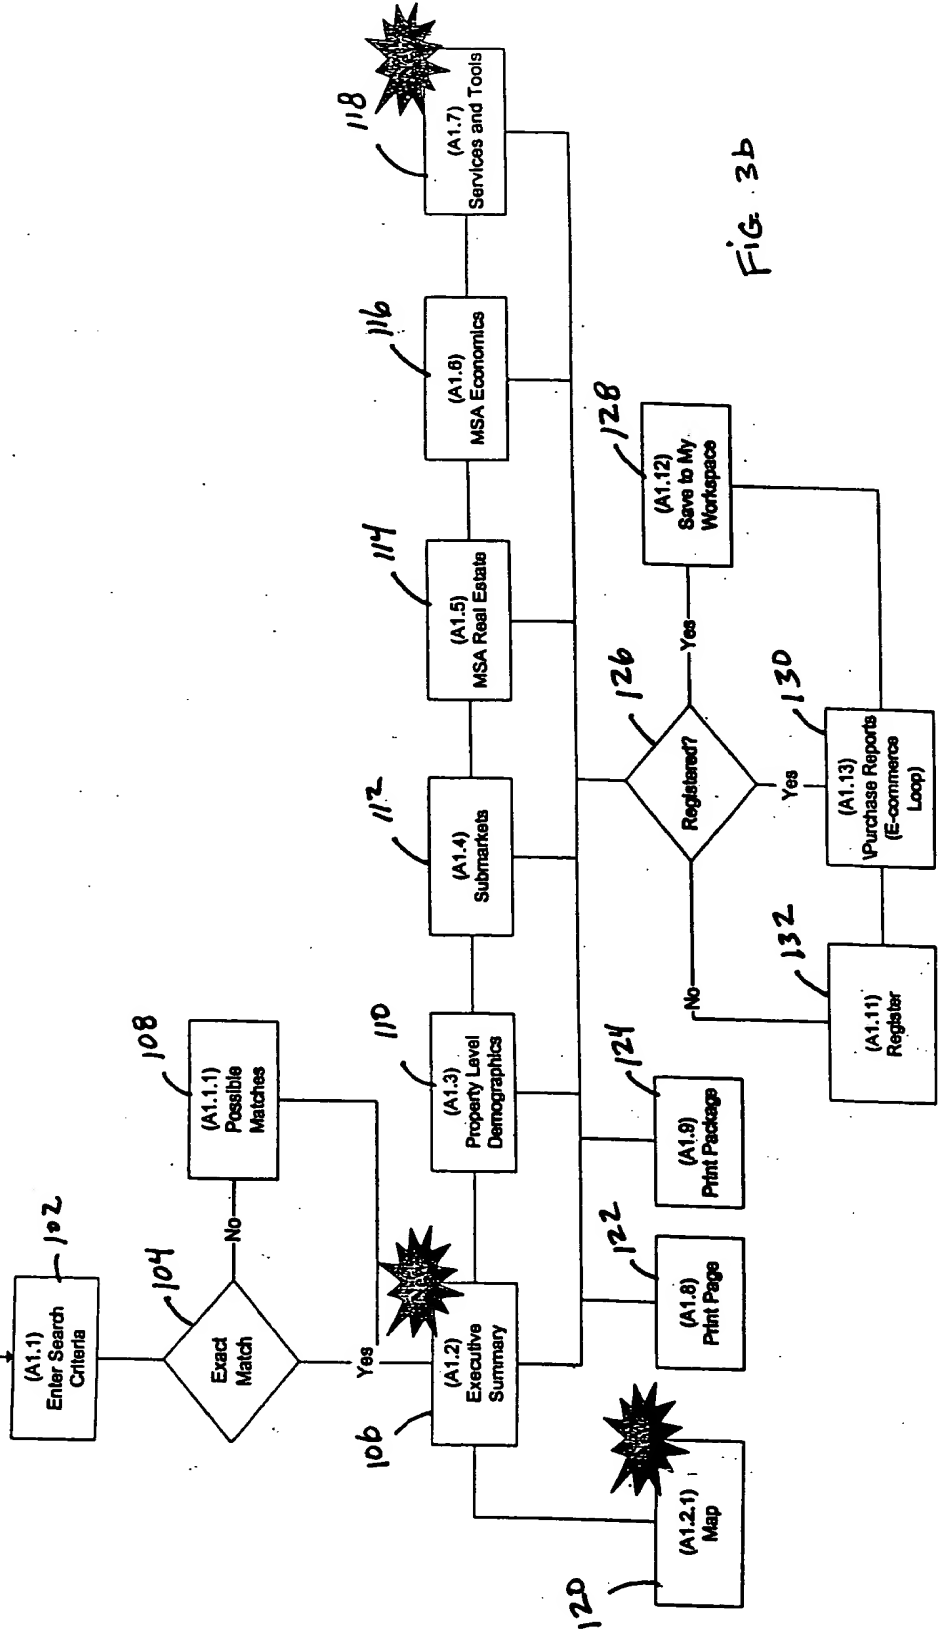 102
(A1.1)
Enter Search
Criteria
104
Exact
Match
No
108
(A1.1.1)
Possible
Matches
Yes
106
(A1.2)
Executive
Summary
New
110
(A1.3)
Property Level
Demographics
112
(A1.4)
Submarkets
114
(A1.5)
MSA Real Estate
116
(A1.6)
MSA Economics
118
(A1.7)
Services and Tools
New
120
(A1.2.1)
Map
122
(A1.8)
Print Page
124
(A1.9)
Print Package
126
Registered?
Yes
128
(A1.12)
Save to My
Workspace
No
Yes
132
(A1.11)
Register
130
(A1.13)
\Purchase Reports
(E-commerce
Loop)
FIG 3b